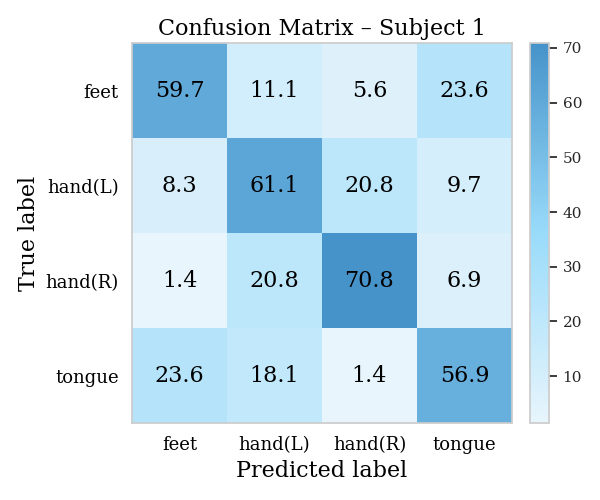 Confusion Matrix – Subject 1
feet 59.7 11.1 5.6 23.6
hand(L) 8.3 61.1 20.8 9.7
hand(R) 1.4 20.8 70.8 6.9
tongue 23.6 18.1 1.4 56.9
feet hand(L) hand(R) tongue
Predicted label
True label
70
60
50
40
30
20
10